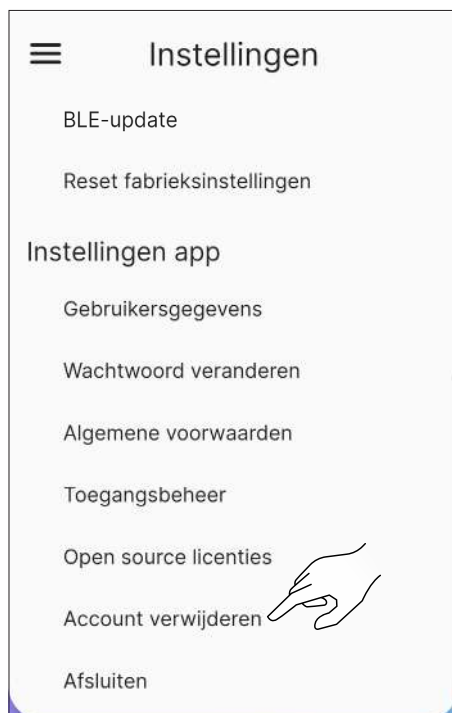 Instellingen
BLE-update
Reset fabrieksinstellingen
Instellingen app
Gebruikersgegevens
Wachtwoord veranderen
Algemene voorwaarden
Toegangsbeheer
Open source licenties
Account verwijderen
Afsluiten